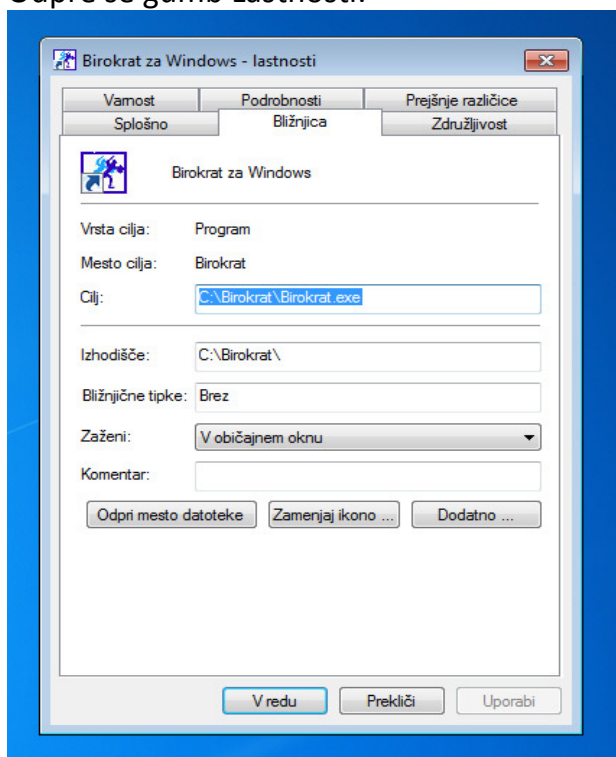 Odpre se gumb Lastnosti.
Birokrat za Windows - lastnosti
Varnost Podrobnosti Prejšnje različice
Splošno Bližnjica Združljivost
Birokrat za Windows
Vrsta cilja: Program
Mesto cilja: Birokrat
Cilj: C:\Birokrat\Birokrat.exe
Izhodišče: C:\Birokrat\
Bližnjične tipke: Brez
Zaženi: V običajnem oknu
Komentar:
Odpri mesto datoteke Zamenjaj ikono ... Dodatno ...
V redu Prekliči Uporabi